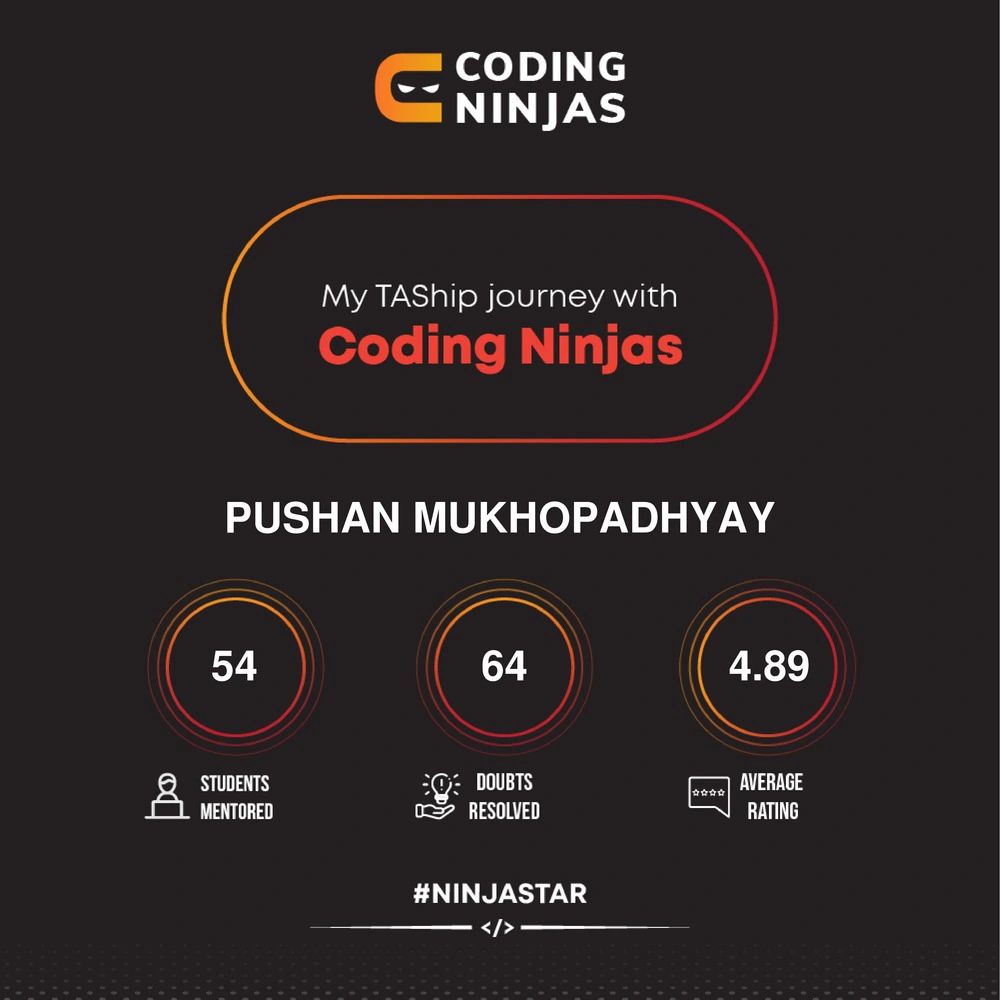 CODING
NINJAS
My TAShip journey with
Coding Ninjas
PUSHAN MUKHOPADHYAY
54
64
4.89
STUDENTS
MENTORED
DOUBTS
RESOLVED
AVERAGE
RATING
#NINJASTAR
</>